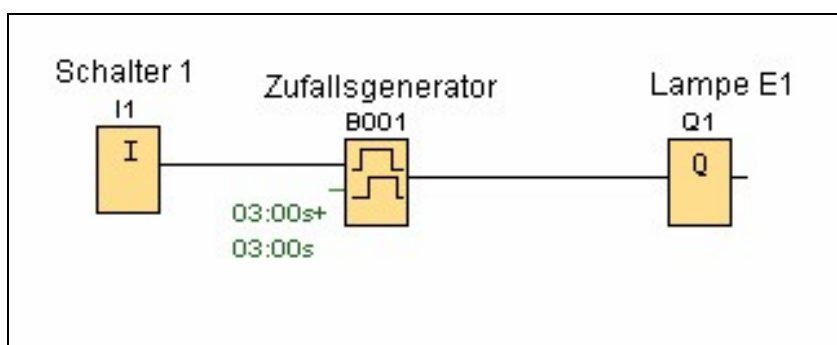 Schalter 1
I1
I
Zufallsgenerator
B001
03:00s+
03:00s
Lampe E1
Q1
Q